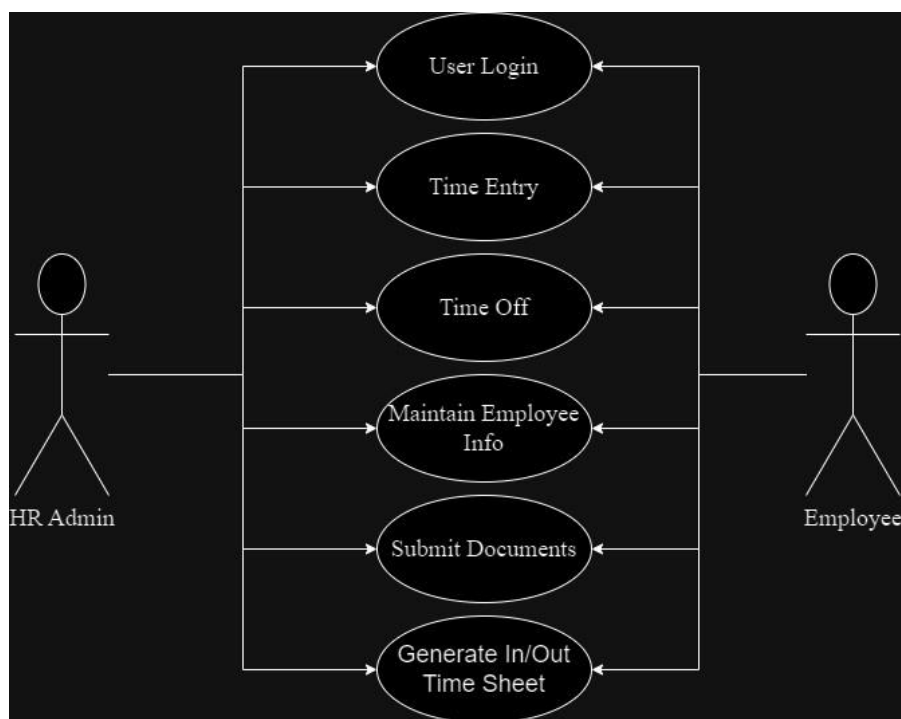 User Login
Time Entry
Time Off
Maintain Employee
Info
HR Admin
Employee
Submit Documents
Generate In/Out
Time Sheet